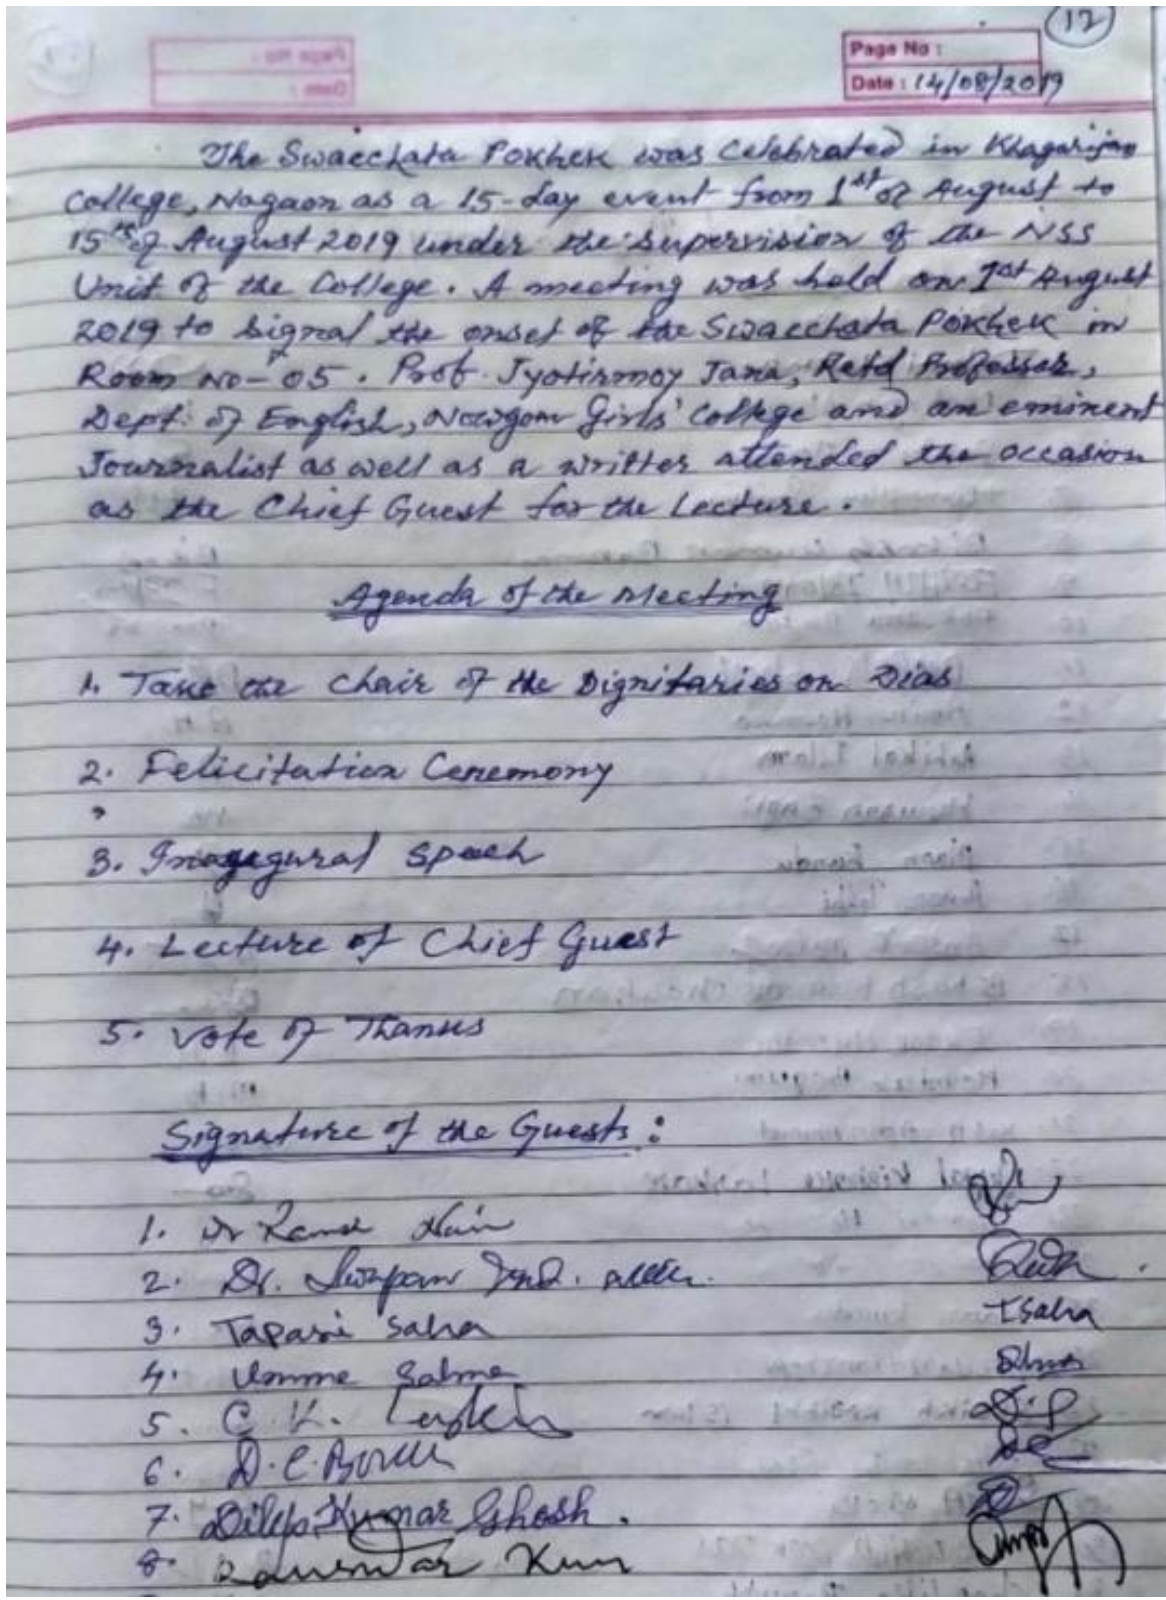 12
Page No :
Date : 14/08/2019
The Swacchata Pokhek was Celebrated in Khagarijan
College, Nagaon as a 15-day event from 1st of August to
15th of August 2019 under the supervision of the NSS
Unit of the College. A meeting was held on 1st August
2019 to signal the onset of the Swacchata Pokhek in
Room No-05. Prof. Jyotirmoy Jana, Retd Professor,
Dept. of English, Nowgong Girls' College and an eminent
Journalist as well as a writter attended the occasion
as the Chief Guest for the Lecture.
Agenda of the Meeting
1. Take the chair of the Dignitaries on Dias
2. Felicitation Ceremony
3. Inaugural Speech
4. Lecture of Chief Guest
5. Vote of Thanks
Signature of the Guests :
1. Dr
2. Dr.
3. Tapasi Saha TSaha
4. Umme Salma
5. C. K.
6. D. C.
7. Dilip Kumar Ghosh.
8.